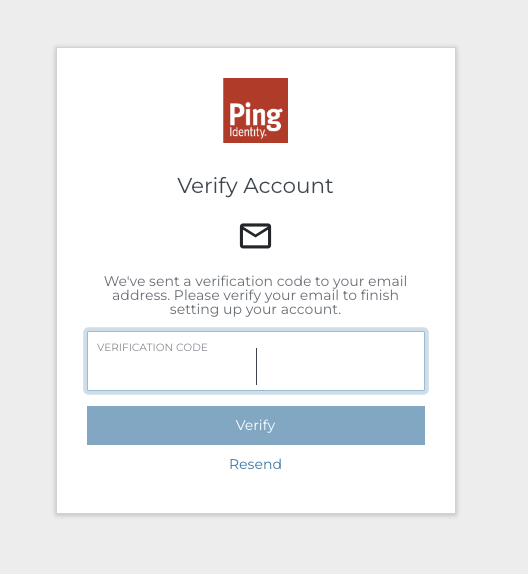 Ping
Identity.
Verify Account
We've sent a verification code to your email
address. Please verify your email to finish
setting up your account.
VERIFICATION CODE
Verify
Resend